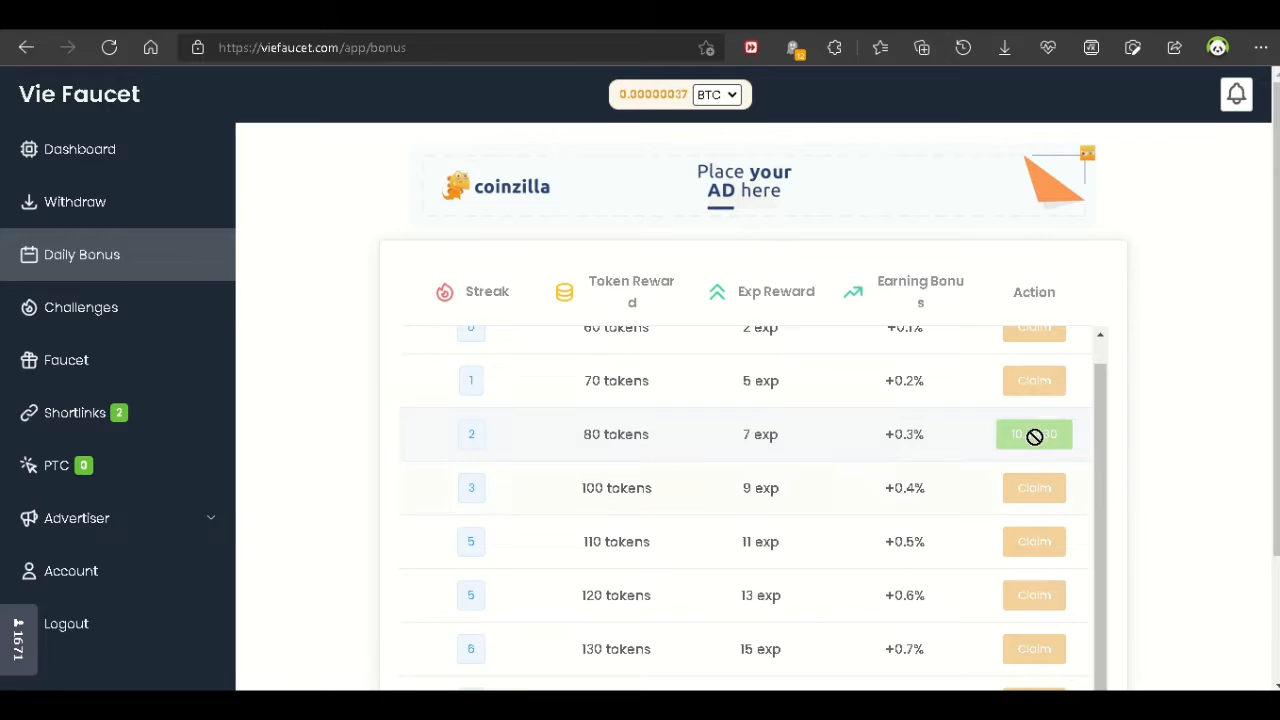 https://viefaucet.com/app/bonus
12
Vie Faucet
0.00000037 BTC
Dashboard
Withdraw
Daily Bonus
Challenges
Faucet
Shortlinks 2
PTC 0
Advertiser
Account
Logout
1671
coinzilla
Place your
AD here
Streak
Token Rewar
d
Exp Reward
Earning Bonu
s
Action
0 60 tokens 2 exp +0.1% Claim
1 70 tokens 5 exp +0.2% Claim
2 80 tokens 7 exp +0.3%
3 100 tokens 9 exp +0.4% Claim
5 110 tokens 11 exp +0.5% Claim
5 120 tokens 13 exp +0.6% Claim
6 130 tokens 15 exp +0.7% Claim